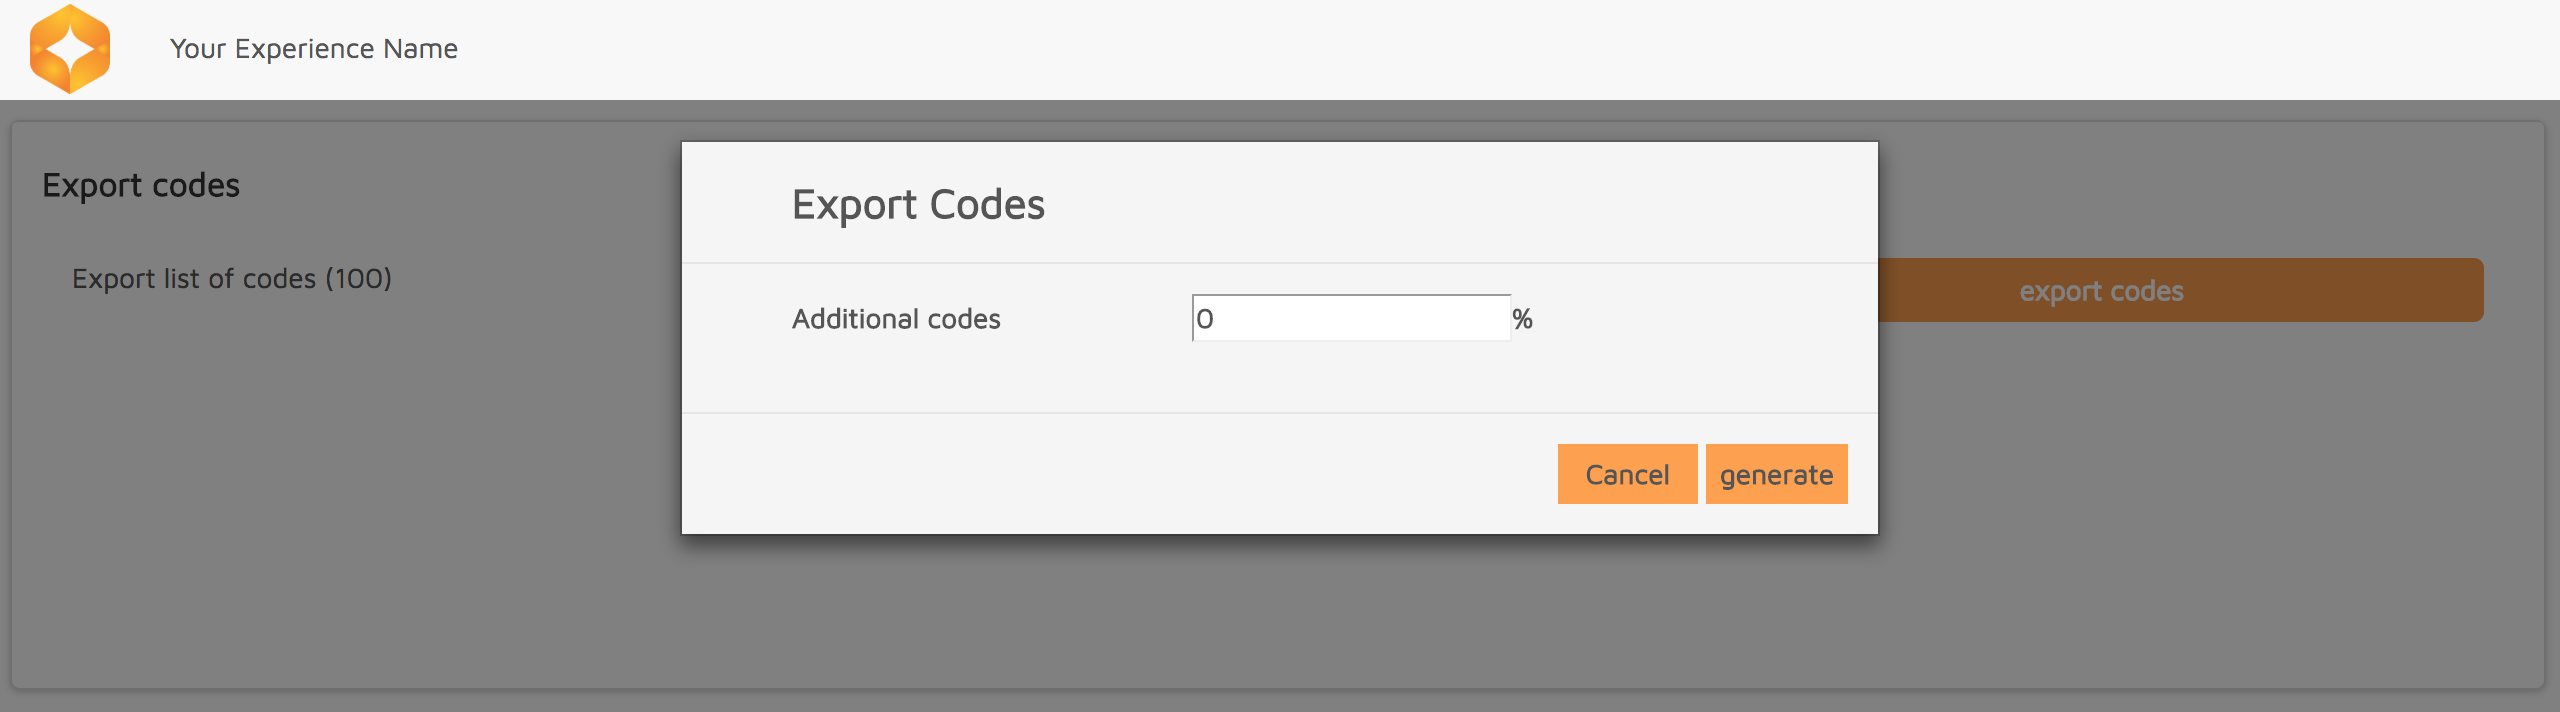 Your Experience Name
Export codes
Export list of codes (100)
export codes
Export Codes
Additional codes
0
%
Cancel
generate